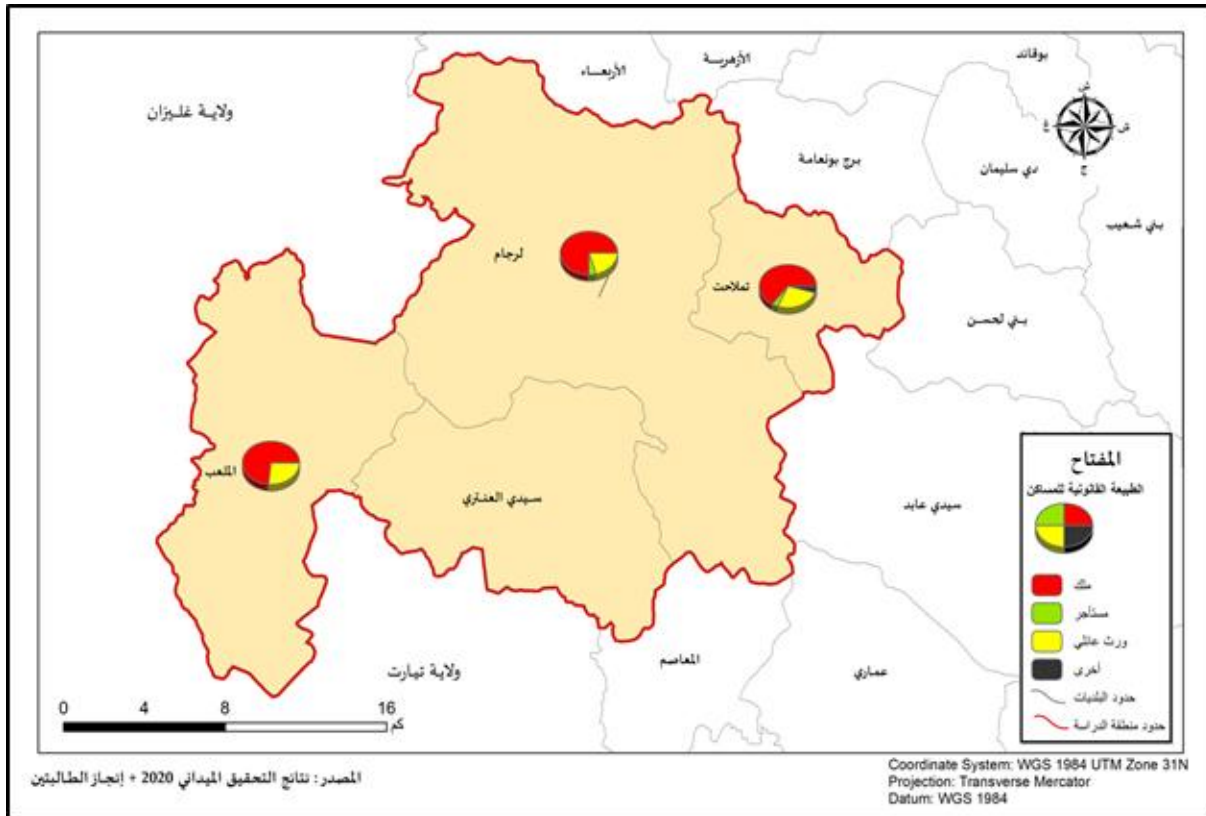 الأربعاء
الأزهرية
بوقائد
ولاية غليزان
ش
غ
ش
ج
برج بونعامة
دي سليمان
بني شعيب
لرجام
تملاحت
بني لحسن
الملعب
سيدي العنتري
سيدي عابد
المعاصم
عماري
ولاية تيارت
المفتاح
الطبيعة القانونية للمساكن
ملك
مستأجر
ورث عائلي
أخرى
حدود البلديات
حدود منطقة الدراسة
0 4 8 16
كم
المصدر: نتائج التحقيق الميداني 2020 + إنجاز الطالبتين
Coordinate System: WGS 1984 UTM Zone 31N
Projection: Transverse Mercator
Datum: WGS 1984